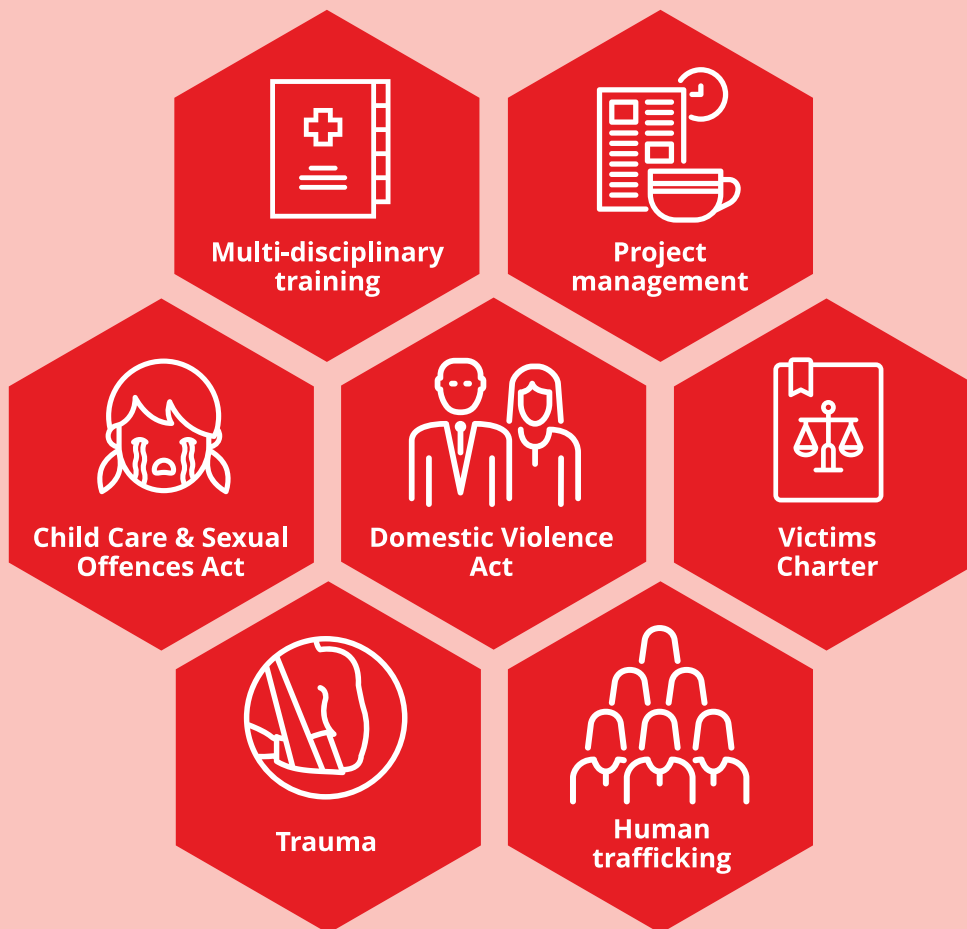 Multi-disciplinary
training
Project
management
Child Care & Sexual
Offences Act
Domestic Violence
Act
Victims
Charter
Trauma
Human
trafficking